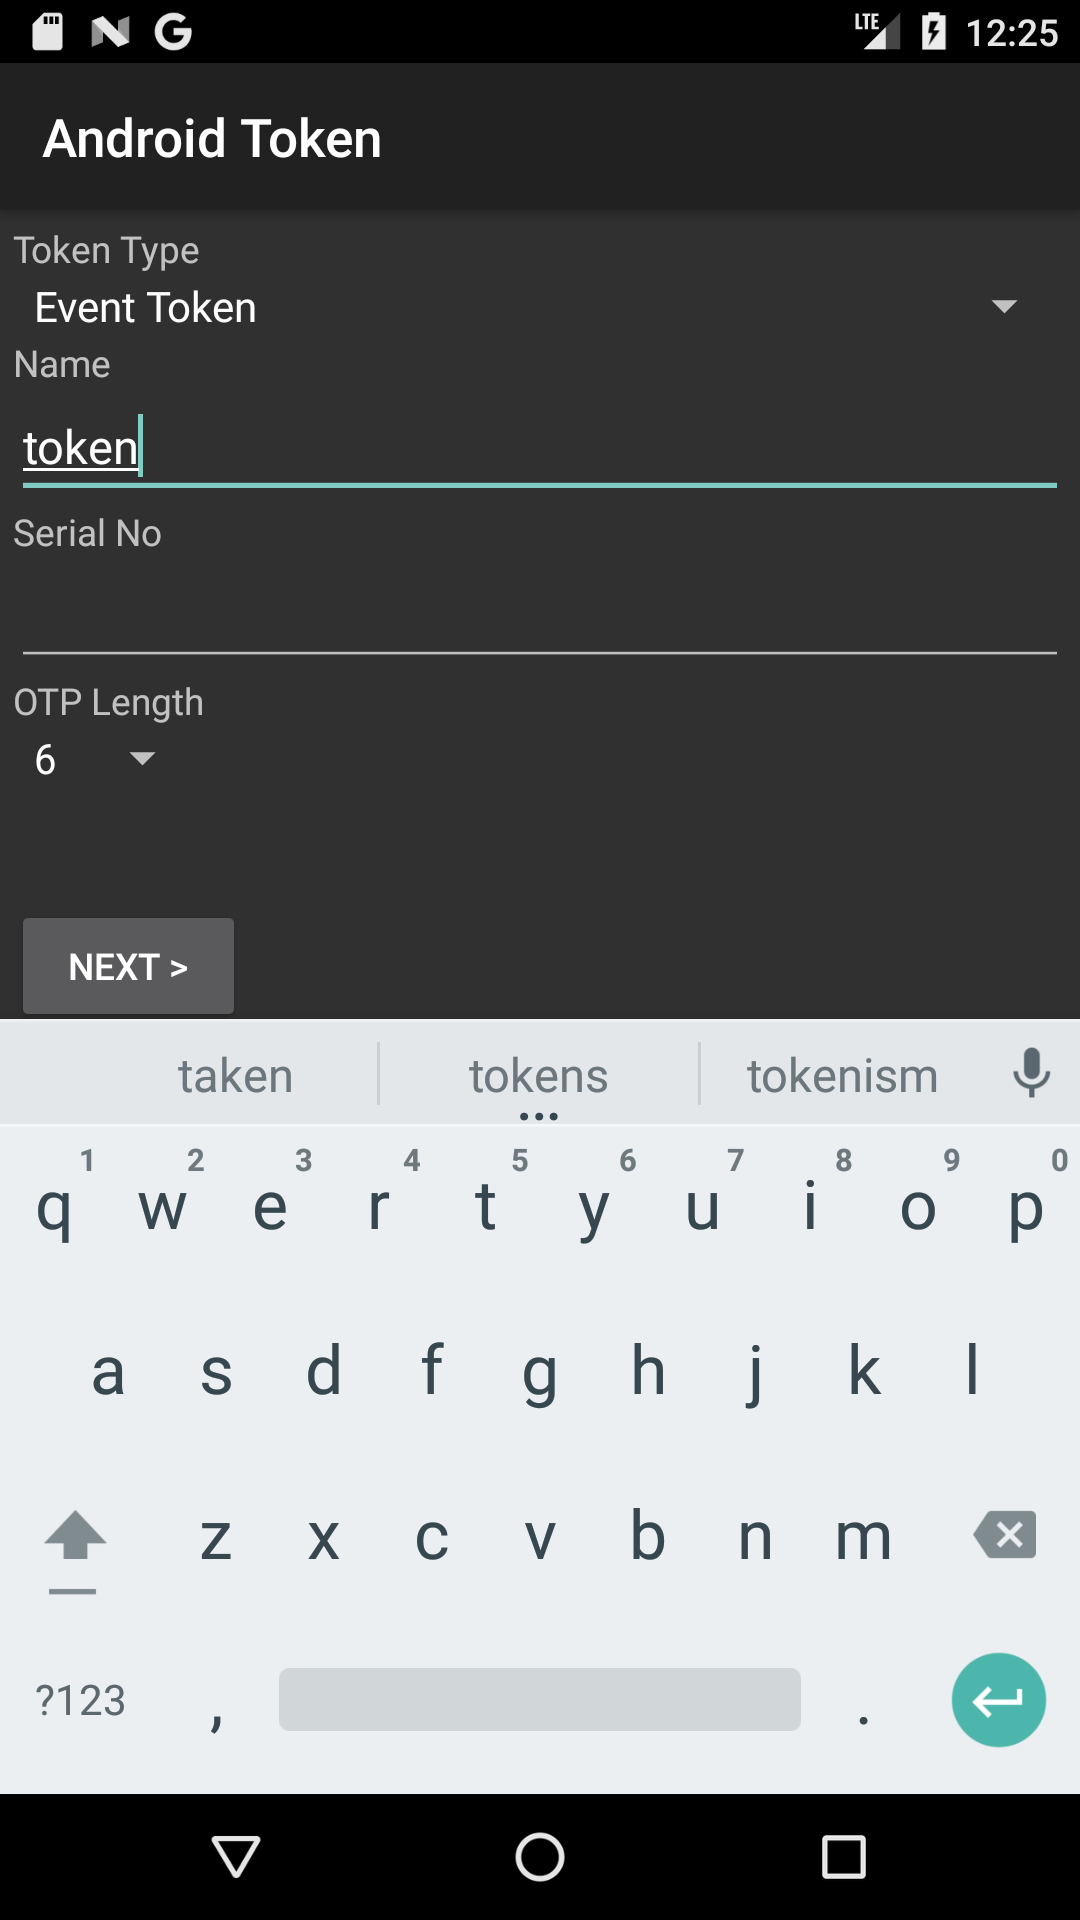 LTE 12:25
Android Token
Token Type
Event Token
Name
token
Serial No
OTP Length
6
NEXT >
taken tokens tokenism
1 2 3 4 5 6 7 8 9 0
q w e r t y u i o p
a s d f g h j k l
z x c v b n m
?123 , .